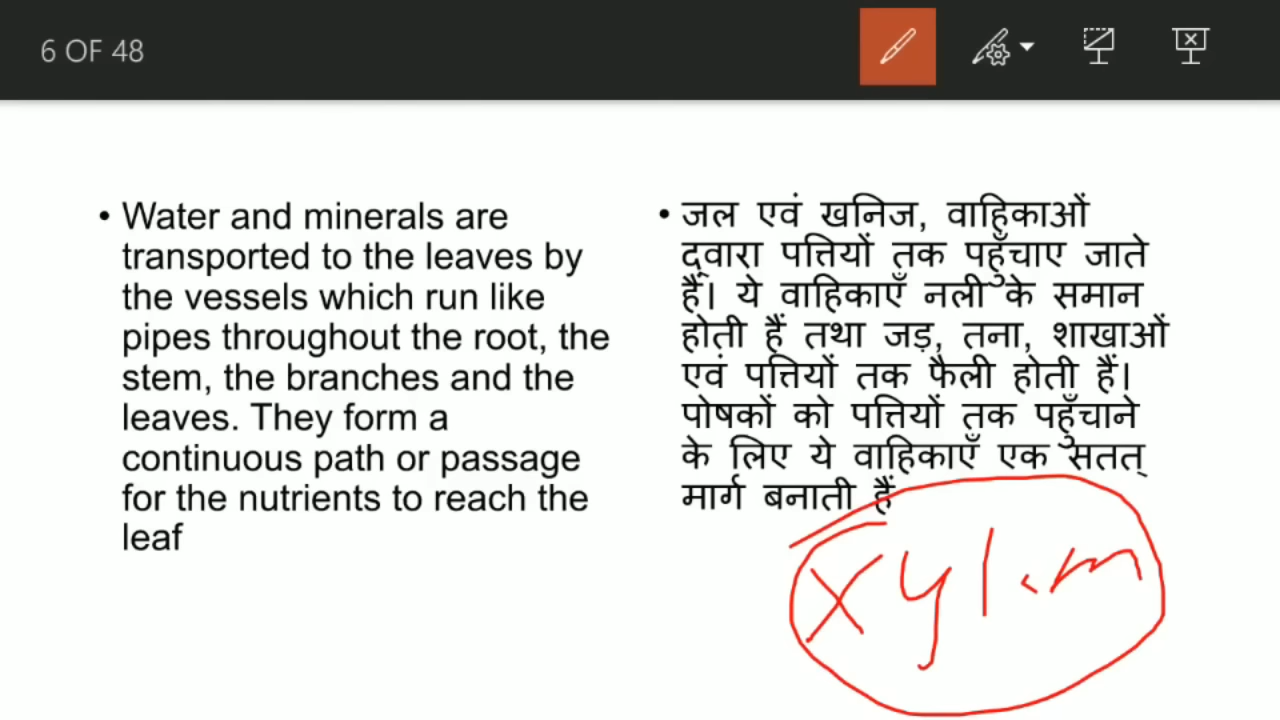 6 OF 48
• Water and minerals are
transported to the leaves by
the vessels which run like
pipes throughout the root, the
stem, the branches and the
leaves. They form a
continuous path or passage
for the nutrients to reach the
leaf
• जल एवं खनिज, वाहिकाओं
द्वारा पत्तियों तक पहुँचाए जाते
हैं। ये वाहिकाएँ नली के समान
होती हैं तथा जड़, तना, शाखाओं
एवं पत्तियों तक फैली होती हैं।
पोषकों को पत्तियों तक पहुँचाने
के लिए ये वाहिकाएँ एक सतत्
मार्ग बनाती हैं
xylem